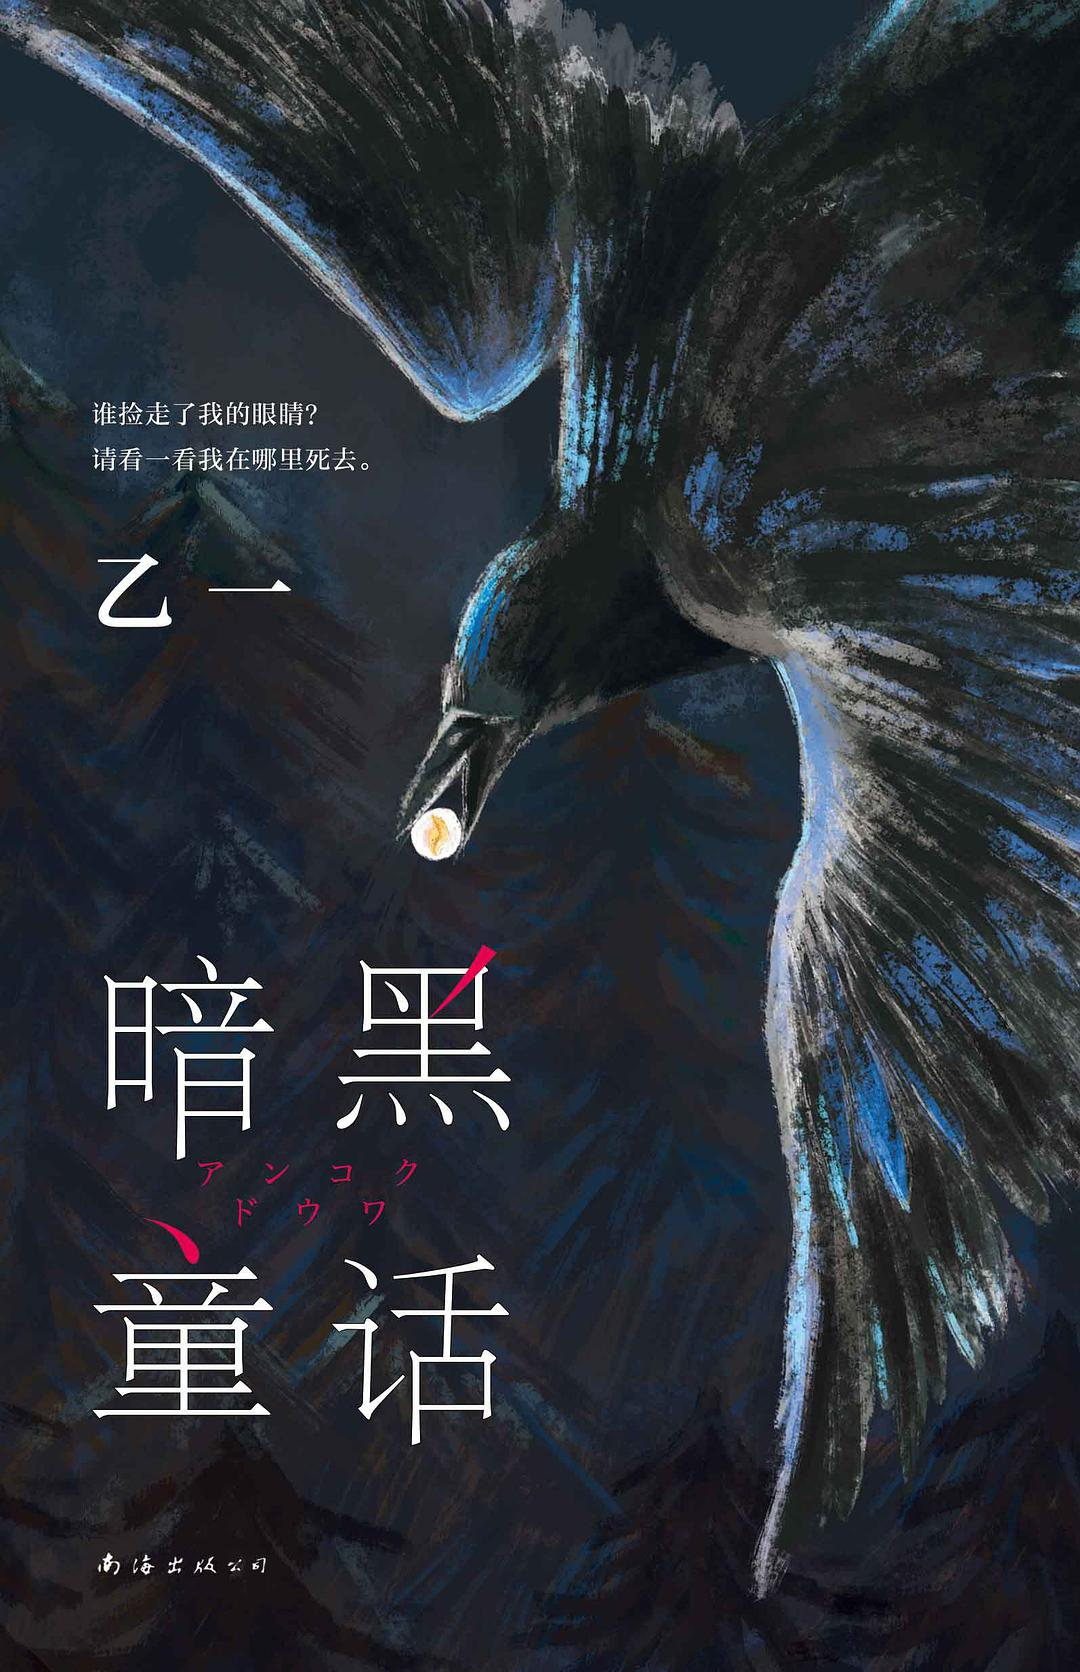 谁捡走了我的眼睛？
请看一看我在哪里死去。
乙一
暗黑
アンコク
ドウワ
童话
南海出版公司